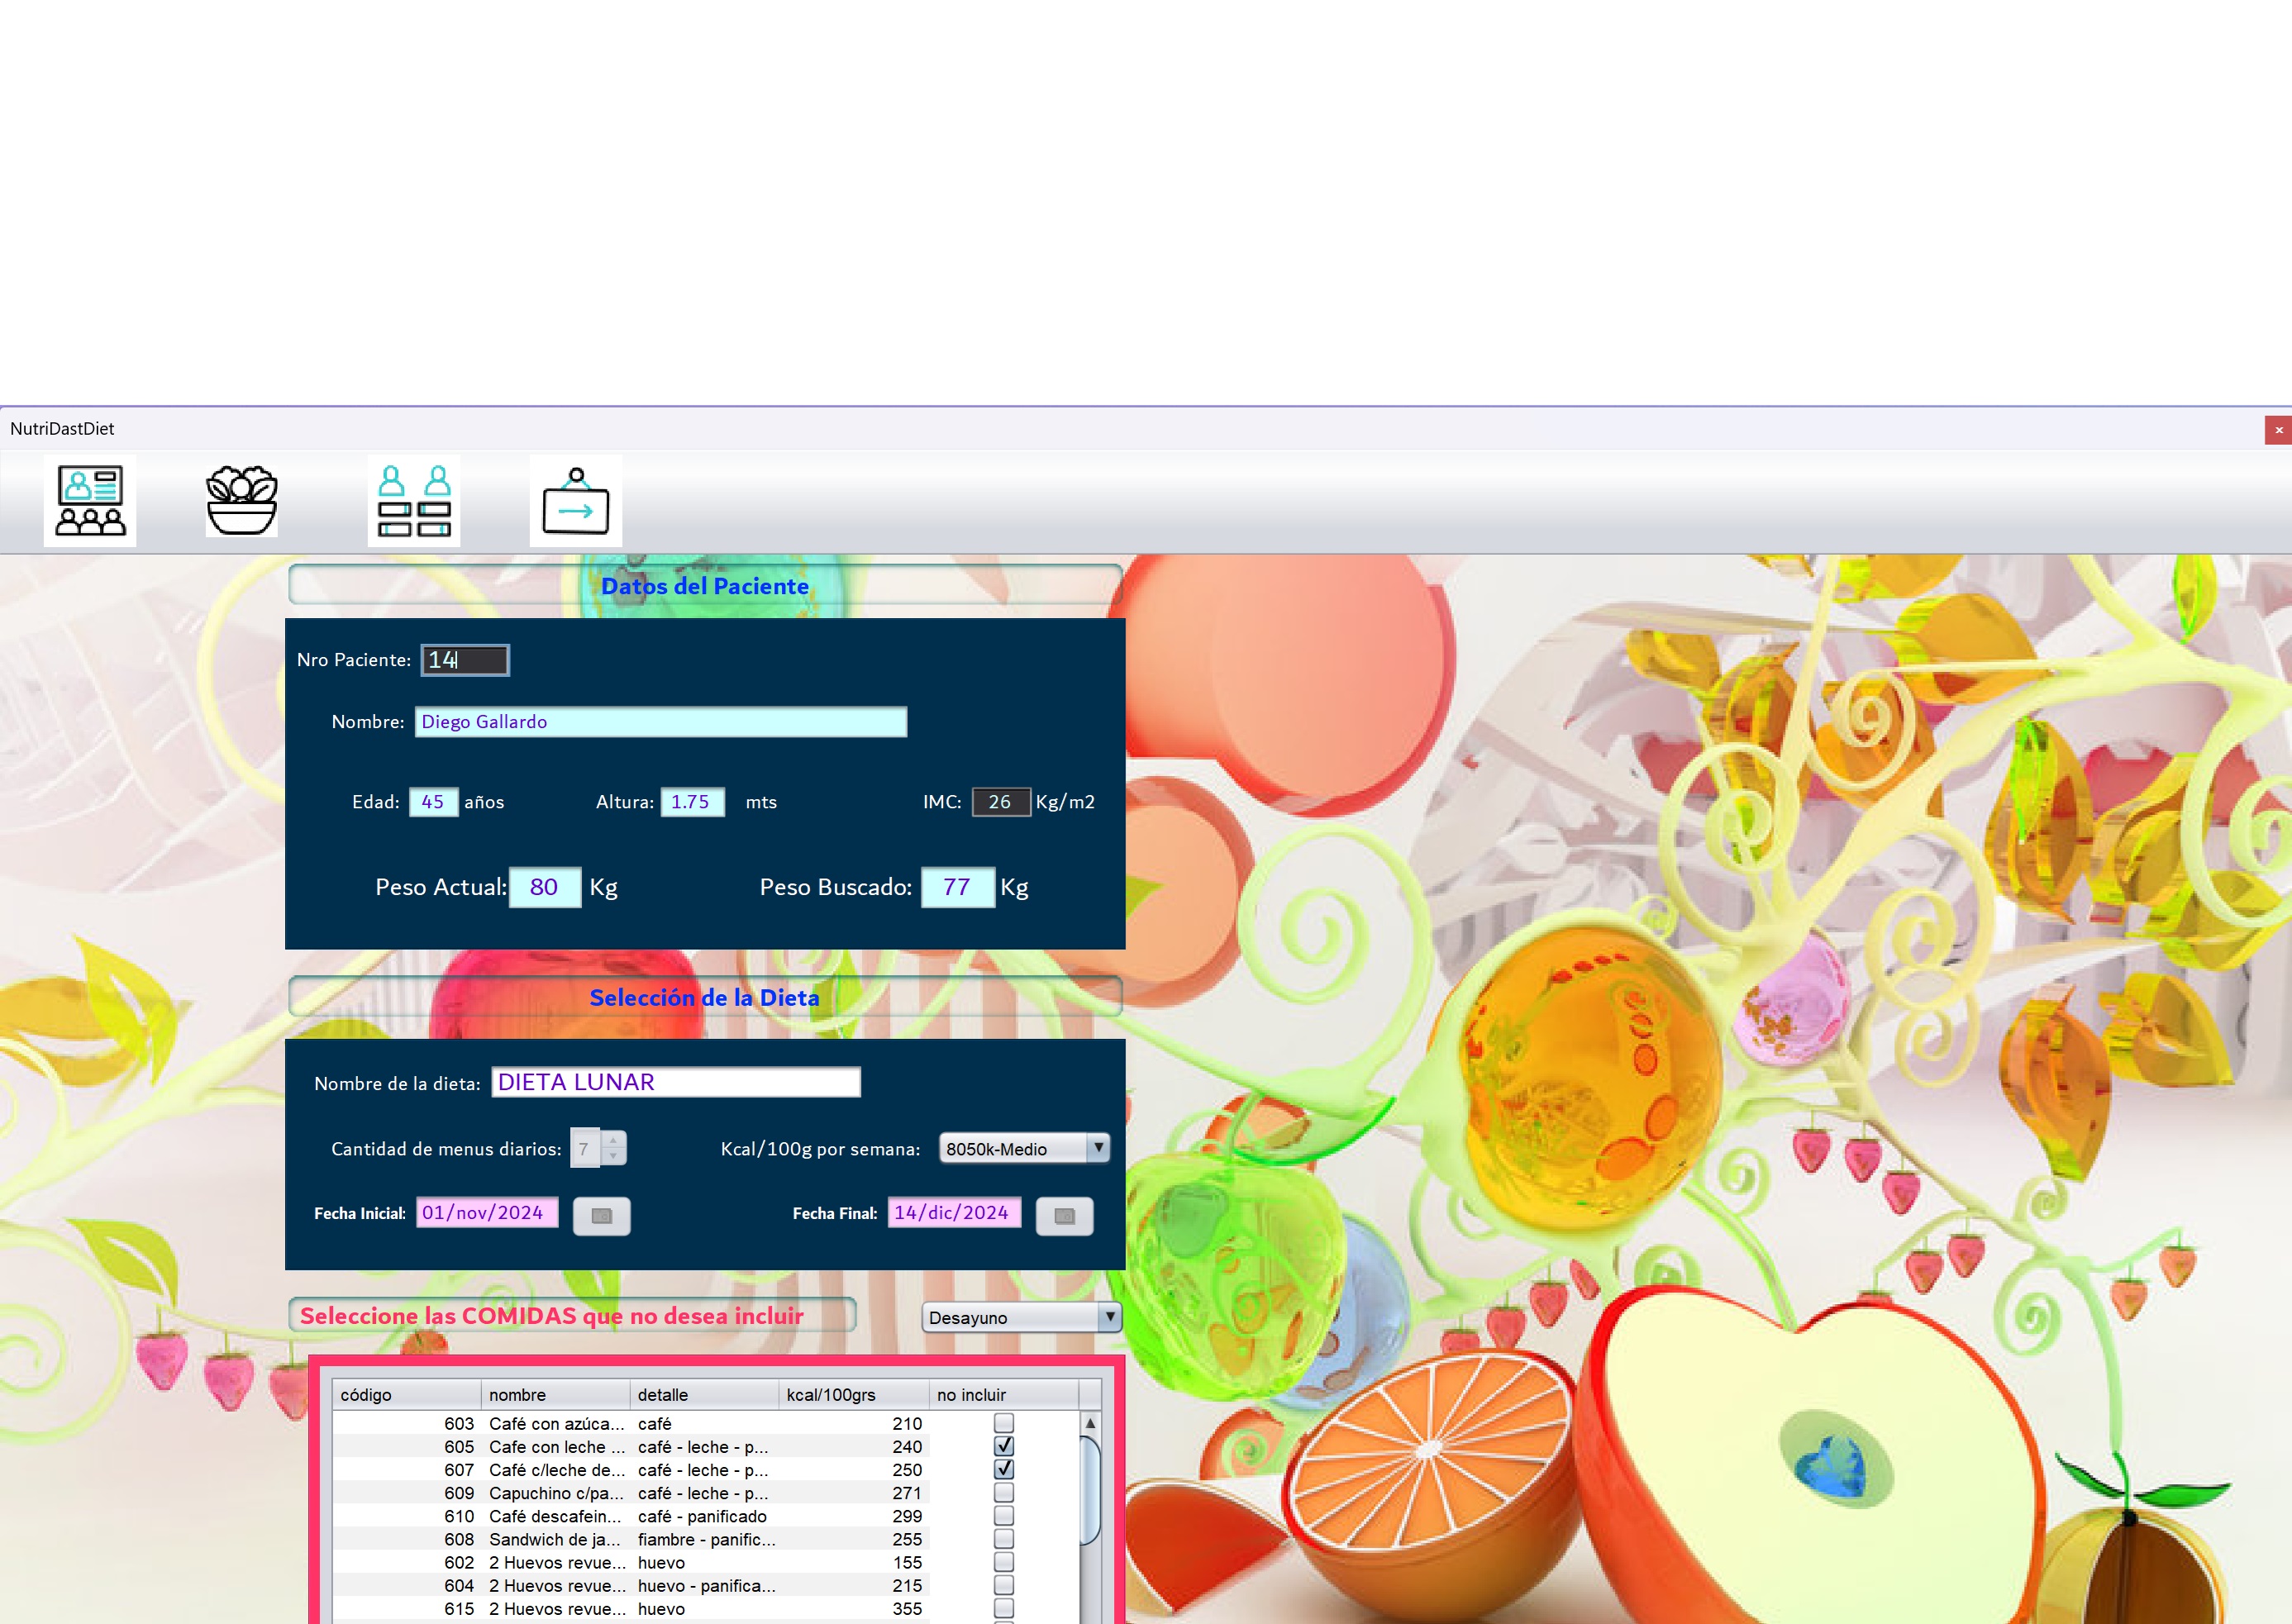 NutriDastDiet
Datos del Paciente
Nro Paciente: 14
Nombre: Diego Gallardo
Edad: 45 años Altura: 1.75 mts IMC: 26 Kg/m2
Peso Actual: 80 Kg Peso Buscado: 77 Kg
Selección de la Dieta
Nombre de la dieta: DIETA LUNAR
Cantidad de menus diarios: 7 Kcal/100g por semana: 8050k-Medio
Fecha Inicial: 01/nov/2024 Fecha Final: 14/dic/2024
Seleccione las COMIDAS que no desea incluir Desayuno
código nombre detalle kcal/100grs no incluir
603 Café con azúca... café 210
605 Cafe con leche ... café - leche - p... 240
607 Café c/leche de... café - leche - p... 250
609 Capuchino c/pa... café - leche - p... 271
610 Café descafein... café - panificado 299
608 Sandwich de ja... fiambre - panific... 255
602 2 Huevos revue... huevo 155
604 2 Huevos revue... huevo - panifica... 215
615 2 Huevos revue... huevo 355